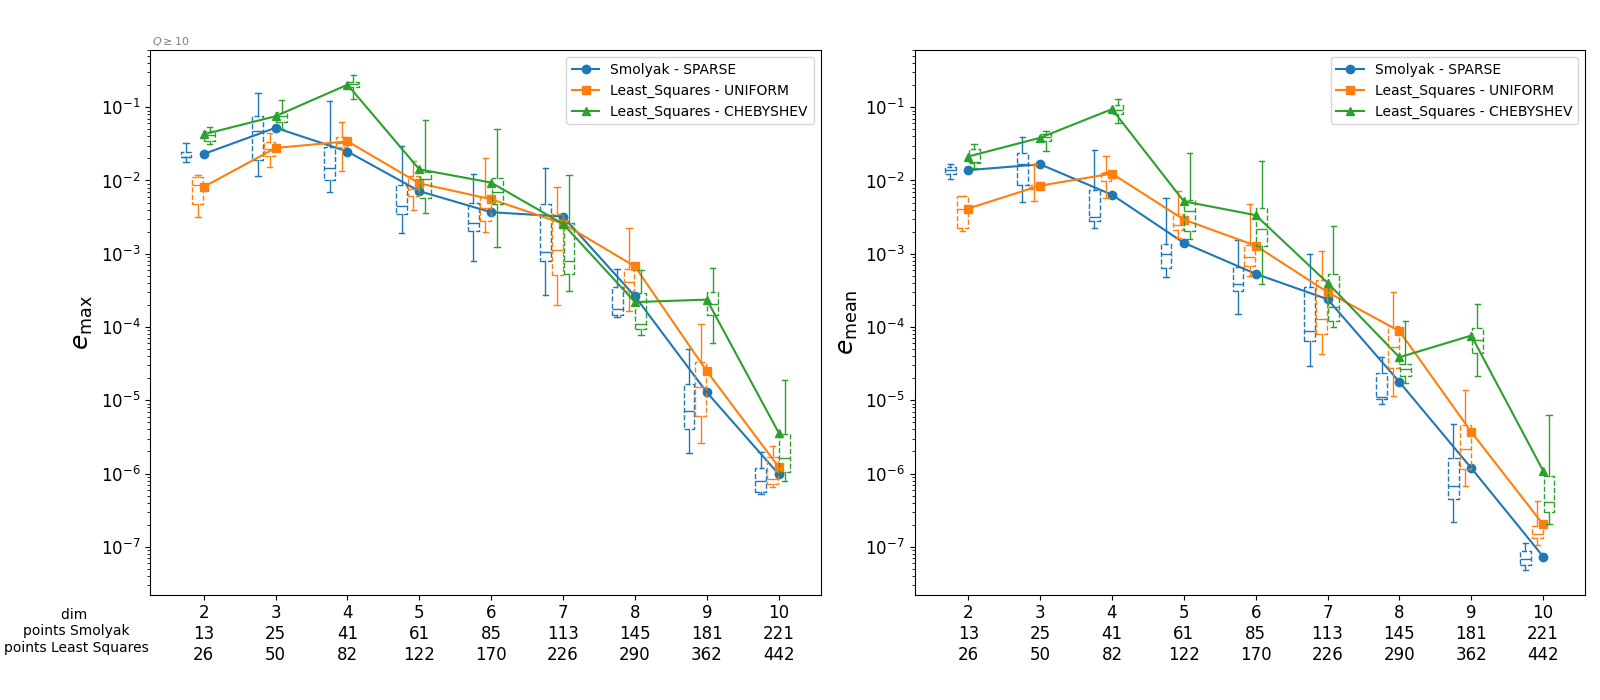 Q ≥ 10
Smolyak - SPARSE
Least_Squares - UNIFORM
Least_Squares - CHEBYSHEV
10⁻¹
10⁻²
10⁻³
10⁻⁴
10⁻⁵
10⁻⁶
10⁻⁷
e_max
Smolyak - SPARSE
Least_Squares - UNIFORM
Least_Squares - CHEBYSHEV
10⁻¹
10⁻²
10⁻³
10⁻⁴
10⁻⁵
10⁻⁶
10⁻⁷
e_mean
dim 2 3 4 5 6 7 8 9 10 2 3 4 5 6 7 8 9 10
points Smolyak 13 25 41 61 85 113 145 181 221 13 25 41 61 85 113 145 181 221
points Least Squares 26 50 82 122 170 226 290 362 442 26 50 82 122 170 226 290 362 442